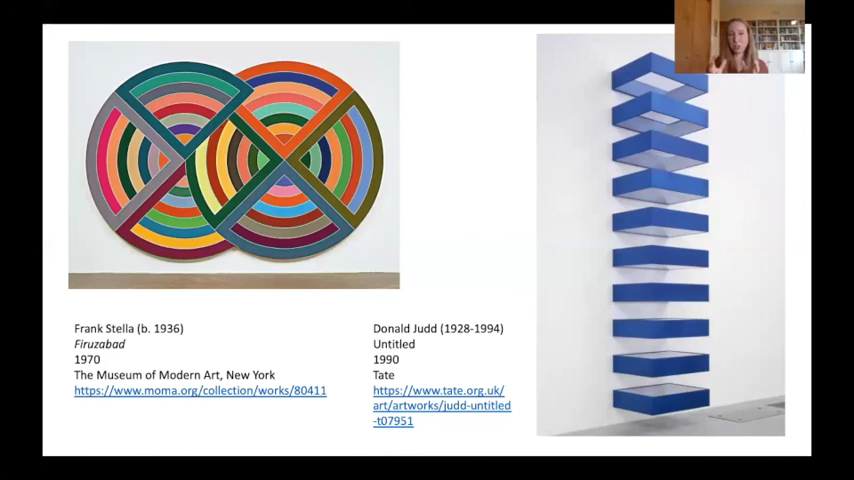 Frank Stella (b. 1936)
Firuzabad
1970
The Museum of Modern Art, New York
https://www.moma.org/collection/works/80411
Donald Judd (1928-1994)
Untitled
1990
Tate
https://www.tate.org.uk/
art/artworks/judd-untitled
-t07951